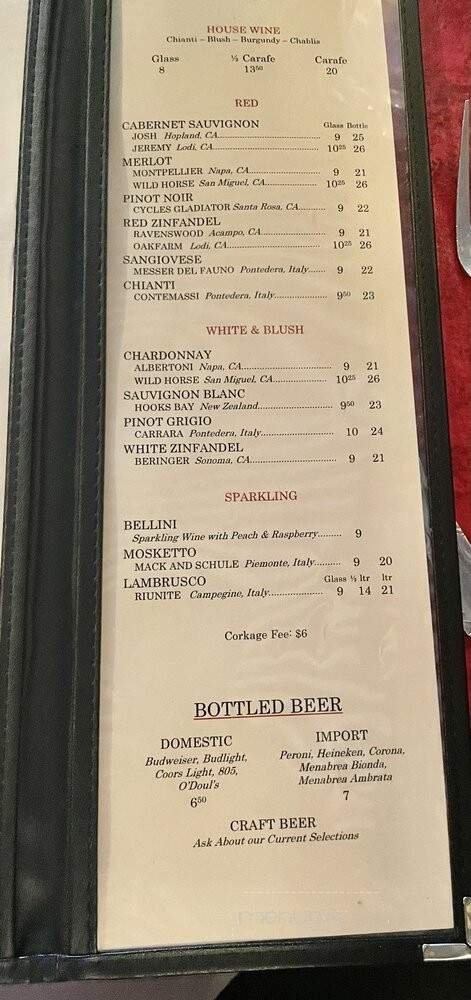 HOUSE WINE
Chianti – Blush – Burgundy – Chablis
Glass ½ Carafe Carafe
8 13⁵⁰ 20
RED
CABERNET SAUVIGNON Glass Bottle
JOSH Hopland, CA........................ 9 25
JEREMY Lodi, CA........................ 10²⁵ 26
MERLOT
MONTPELLIER Napa, CA........................ 9 21
WILD HORSE San Miguel, CA.................. 10²⁵ 26
PINOT NOIR
CYCLES GLADIATOR Santa Rosa, CA.......... 9 22
RED ZINFANDEL
RAVENSWOOD Acampo, CA.................... 9 21
OAKFARM Lodi, CA........................ 10²⁵ 26
SANGIOVESE
MESSER DEL FAUNO Pontedera, Italy...... 9 22
CHIANTI
CONTEMASSI Pontedera, Italy................ 9⁵⁰ 23
WHITE & BLUSH
CHARDONNAY
ALBERTONI Napa, CA........................ 9 21
WILD HORSE San Miguel, CA.................. 10²⁵ 26
SAUVIGNON BLANC
HOOKS BAY New Zealand...................... 9⁵⁰ 23
PINOT GRIGIO
CARRARA Pontedera, Italy.................... 10 24
WHITE ZINFANDEL
BERINGER Sonoma, CA........................ 9 21
SPARKLING
BELLINI
Sparkling Wine with Peach & Raspberry........ 9
MOSKETTO
MACK AND SCHULE Piemonte, Italy......... 9 20
LAMBRUSCO Glass ½ ltr ltr
RIUNITE Campegine, Italy.................... 9 14 21
Corkage Fee: $6
BOTTLED BEER
DOMESTIC
Budweiser, Budlight,
Coors Light, 805,
O'Doul's
6⁵⁰
IMPORT
Peroni, Heineken, Corona,
Menabrea Bionda,
Menabrea Ambrata
7
CRAFT BEER
Ask About our Current Selections